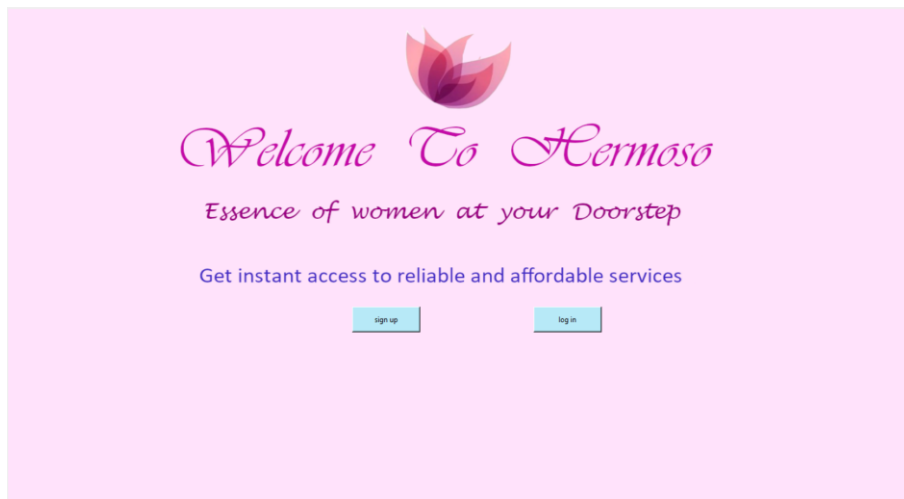 Welcome To Hermoso
Essence of women at your Doorstep
Get instant access to reliable and affordable services
sign up log in